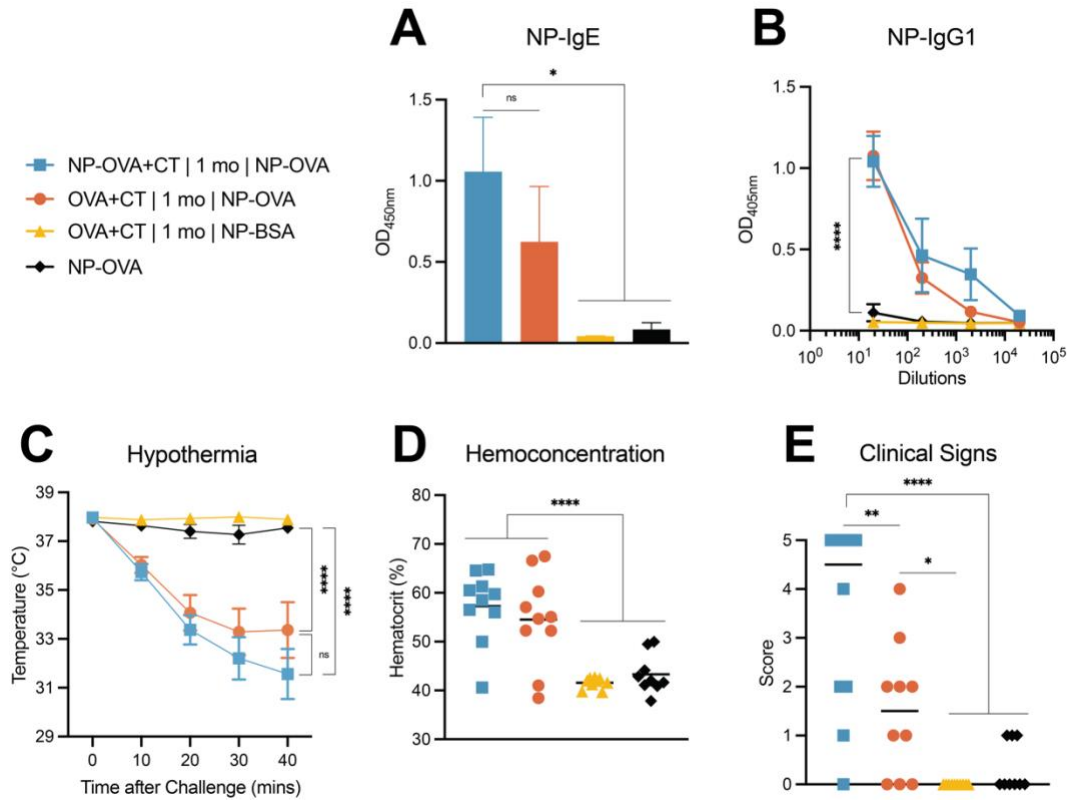 A
NP-IgE
B
NP-IgG1
NP-OVA+CT | 1 mo | NP-OVA
OVA+CT | 1 mo | NP-OVA
OVA+CT | 1 mo | NP-BSA
NP-OVA
*
ns
1.5
1.0
0.5
0.0
OD450nm
****
1.5
1.0
0.5
0.0
OD405nm
10⁰
10¹
10²
10³
10⁴
10⁵
Dilutions
C
Hypothermia
39
37
35
33
31
29
Temperature (°C)
****
****
ns
0
10
20
30
40
Time after Challenge (mins)
D
Hemoconcentration
****
80
70
60
50
40
30
Hematocrit (%)
E
Clinical Signs
****
**
*
5
4
3
2
1
0
Score